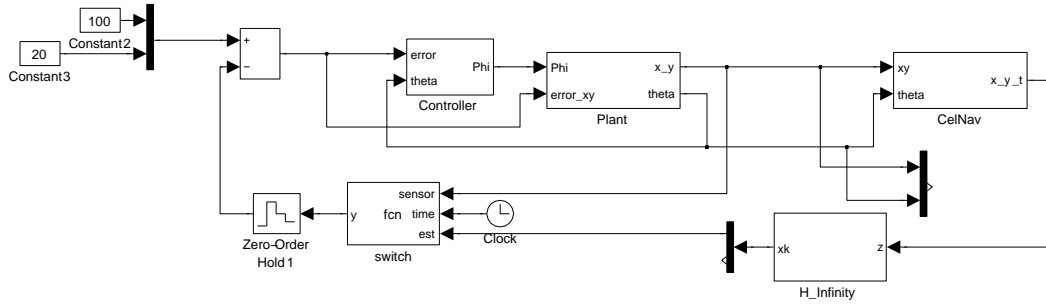 100
Constant2
20
Constant3
+
−
error
theta
Phi
Controller
Phi
error_xy
x_y
theta
Plant
xy
theta
x_y_t
CelNav
Zero-Order
Hold1
y
fcn
sensor
time
est
switch
Clock
xk
z
H_Infinity